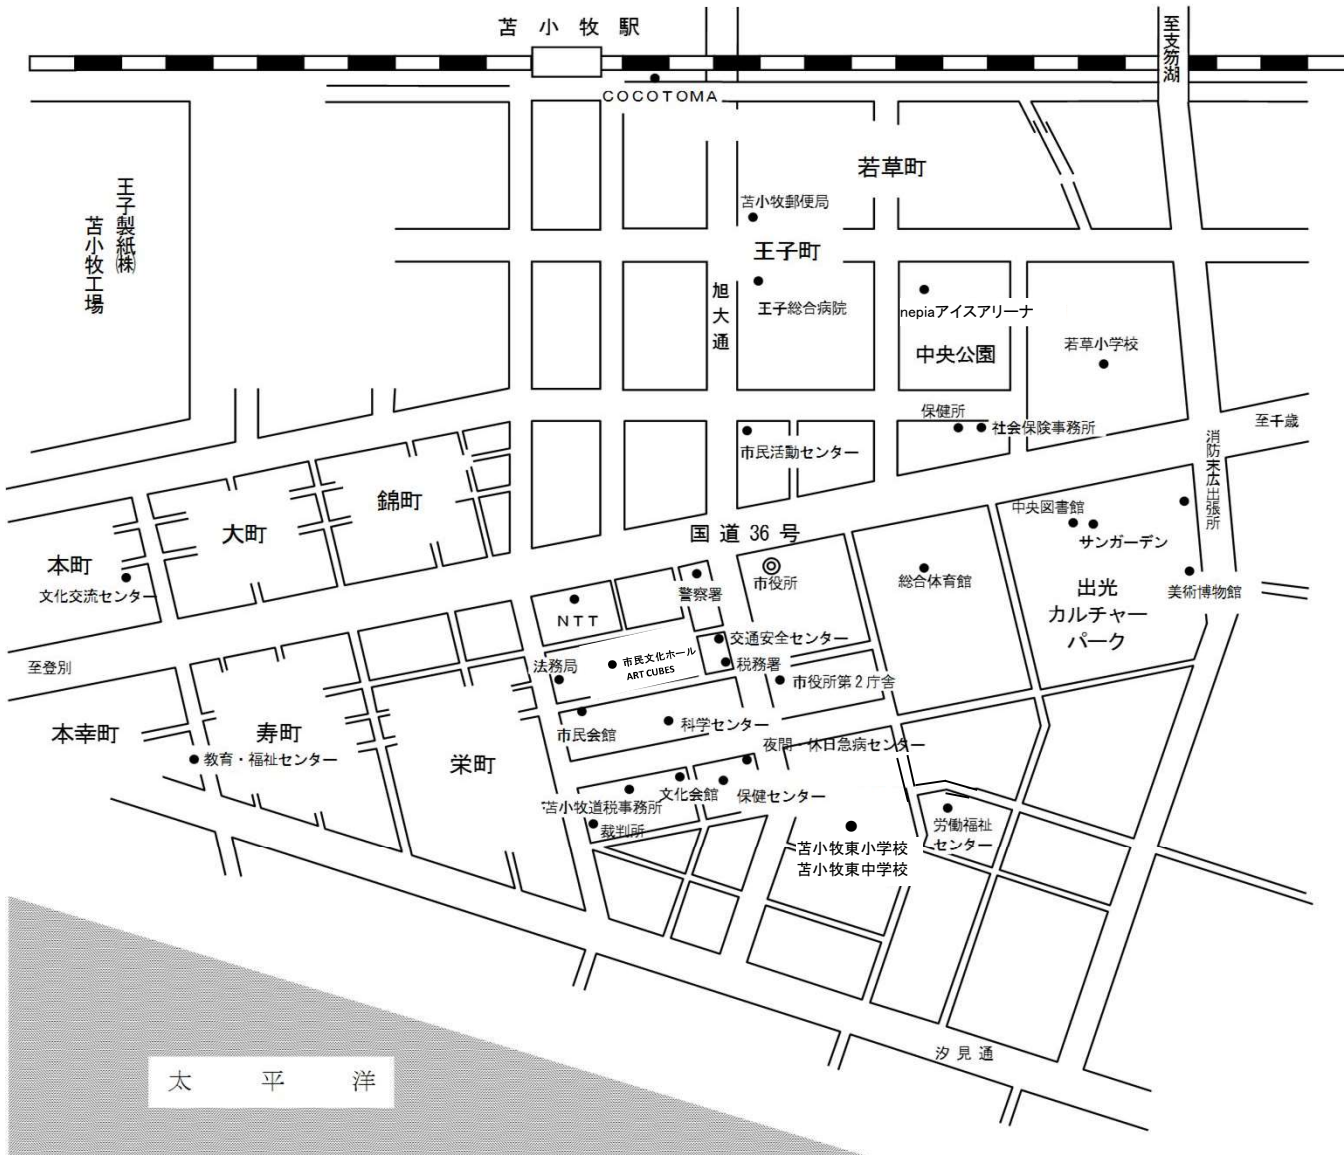 苫小牧駅
至支笏湖
COCOTOMA
若草町
王子製紙㈱
苫小牧工場
苫小牧郵便局
王子町
旭大通
王子総合病院
nepiaアイスアリーナ
中央公園
若草小学校
保健所
社会保険事務所
至千歳
消防末広出張所
市民活動センター
錦町
大町
国道36号
中央図書館
サンガーデン
本町
文化交流センター
市役所
警察署
総合体育館
出光
カルチャー
パーク
美術博物館
NTT
交通安全センター
市民文化ホール
ART CUBES
税務署
法務局
至登別
市役所第2庁舎
本幸町
寿町
教育・福祉センター
栄町
市民会館
科学センター
夜間・休日急病センター
文化会館
保健センター
苫小牧道税事務所
裁判所
労働福祉
センター
苫小牧東小学校
苫小牧東中学校
汐見通
太平洋